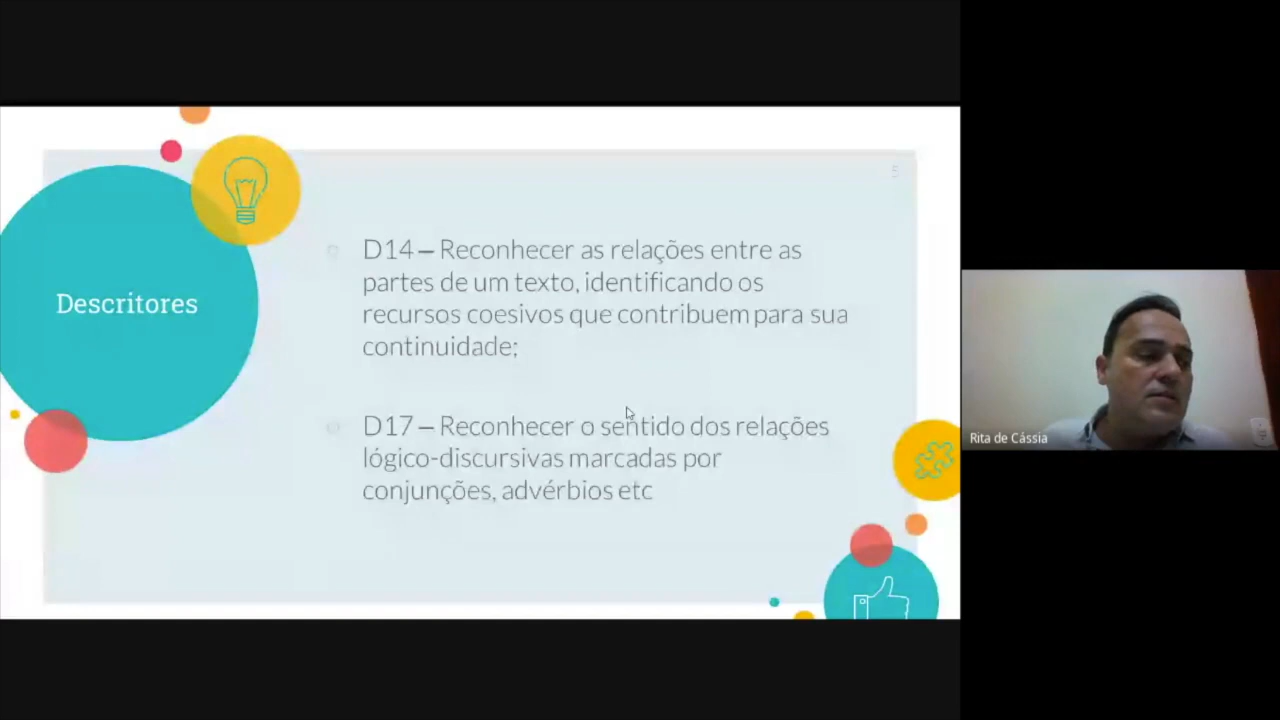 5
Descritores
D14 – Reconhecer as relações entre as
partes de um texto, identificando os
recursos coesivos que contribuem para sua
continuidade;
D17 – Reconhecer o sentido dos relações
lógico-discursivas marcadas por
conjunções, advérbios etc
Rita de Cássia